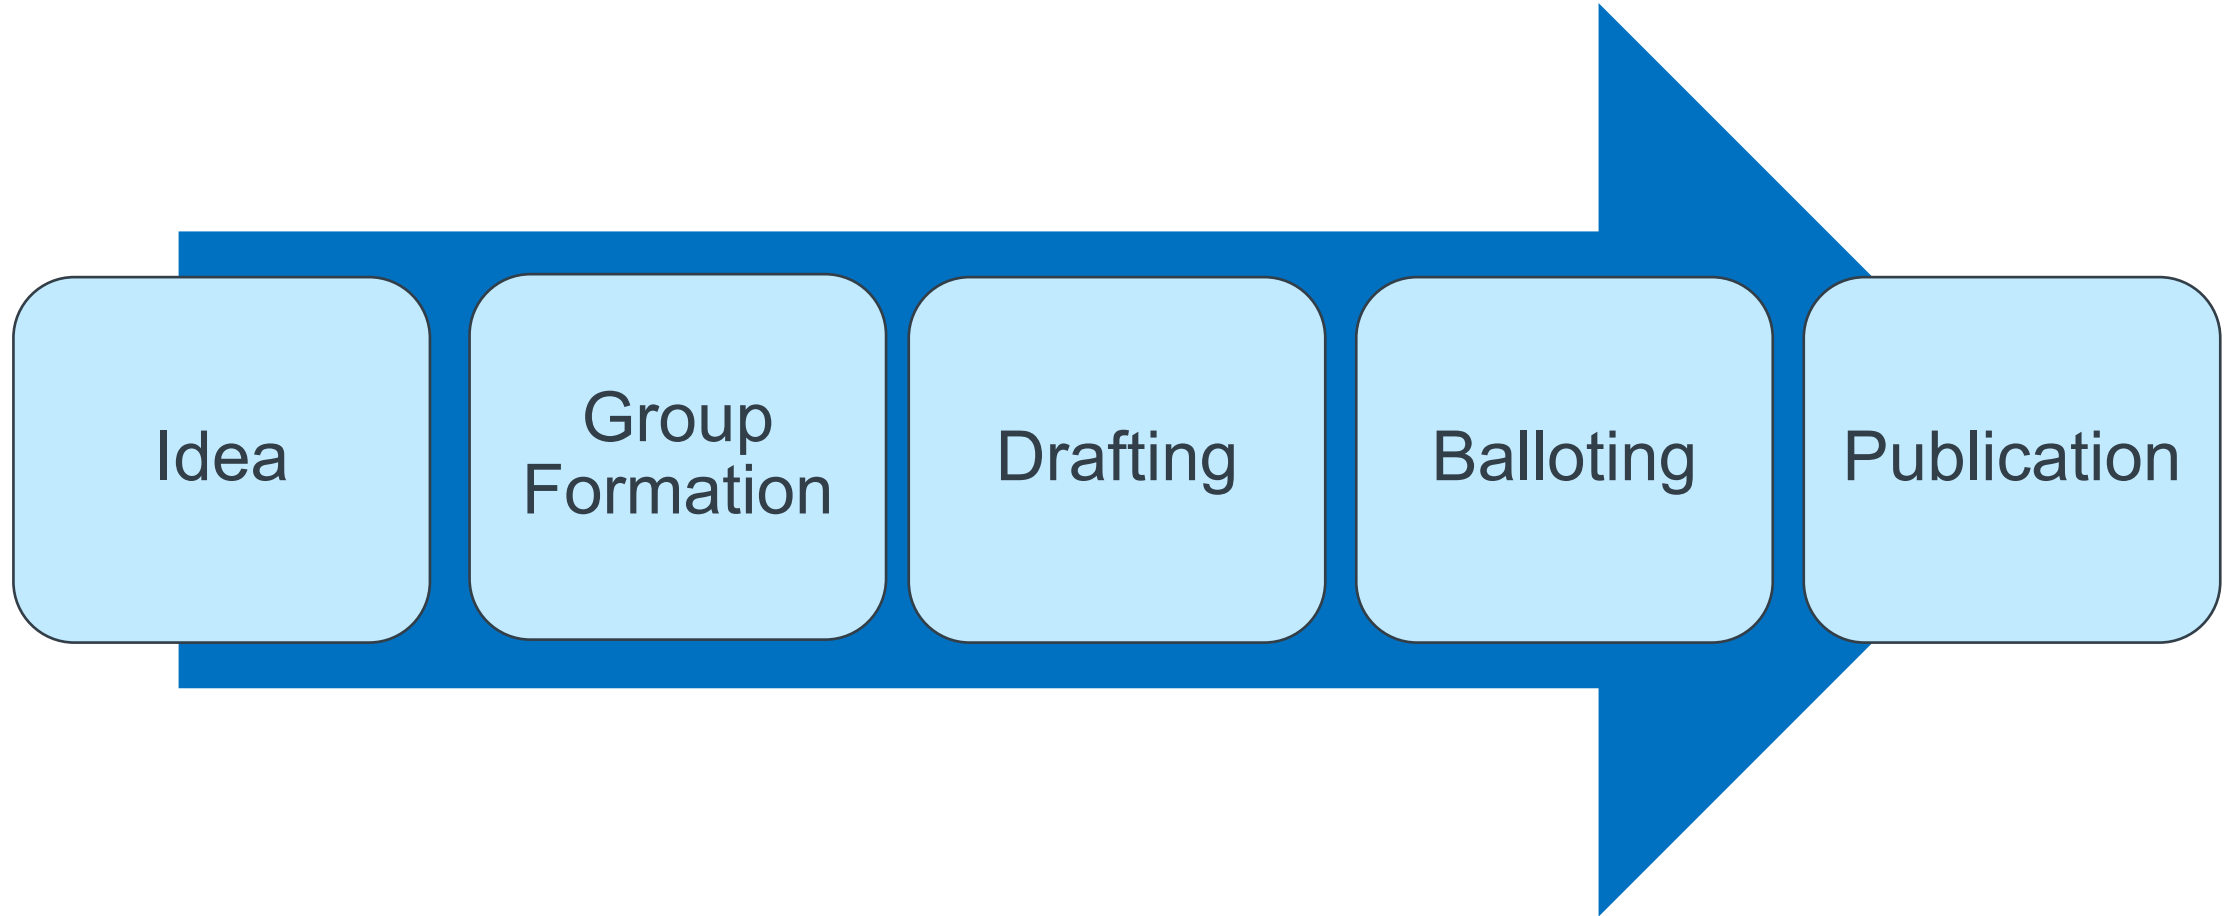 Idea
Group
Formation
Drafting
Balloting
Publication